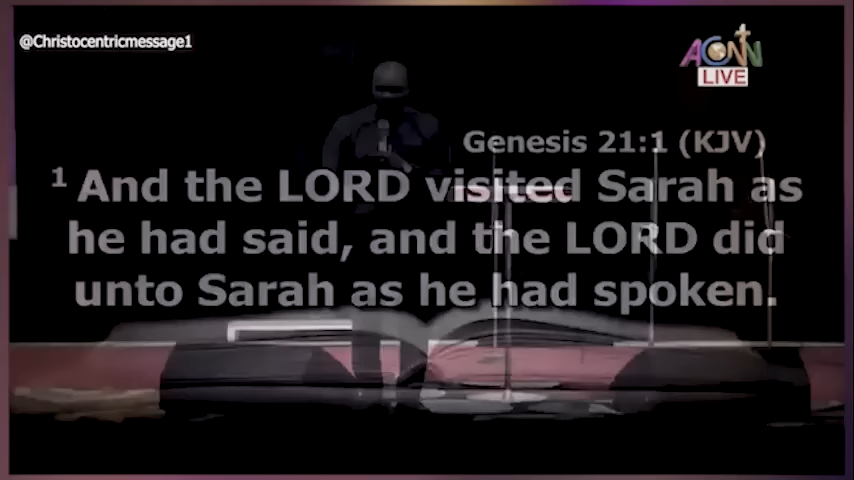 @Christocentricmessage1
ACNN
LIVE
Genesis 21:1 (KJV)
1 And the LORD visited Sarah as
he had said, and the LORD did
unto Sarah as he had spoken.